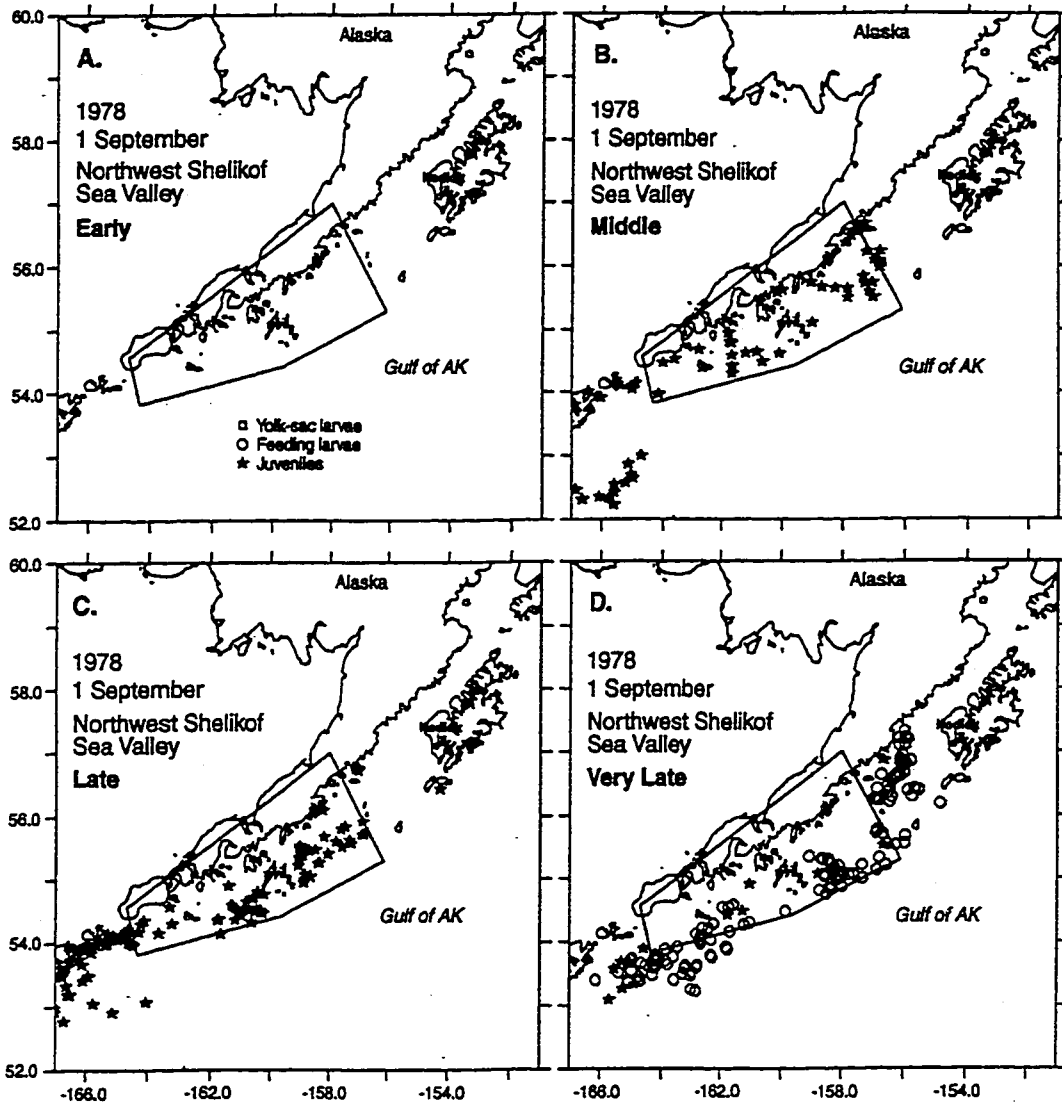 60.0
58.0
56.0
54.0
52.0
A.
Alaska
1978
1 September
Northwest Shelikof
Sea Valley
Early
Gulf of AK
Yolk-sac larvae
Feeding larvae
Juveniles
B.
Alaska
1978
1 September
Northwest Shelikof
Sea Valley
Middle
Gulf of AK
60.0
58.0
56.0
54.0
52.0
C.
Alaska
1978
1 September
Northwest Shelikof
Sea Valley
Late
Gulf of AK
-166.0
-162.0
-158.0
-154.0
D.
Alaska
1978
1 September
Northwest Shelikof
Sea Valley
Very Late
Gulf of AK
-166.0
-162.0
-158.0
-154.0